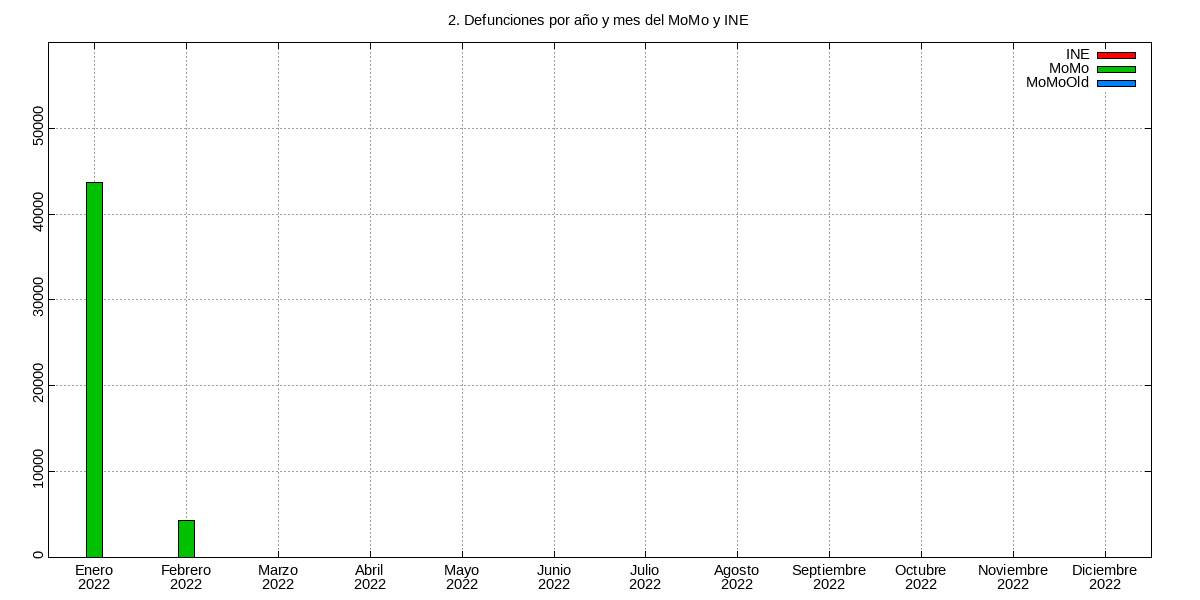 2. Defunciones por año y mes del MoMo y INE
INE
MoMo
MoMoOld
50000
40000
30000
20000
10000
0
Enero Febrero Marzo Abril Mayo Junio Julio Agosto Septiembre Octubre Noviembre Diciembre
2022 2022 2022 2022 2022 2022 2022 2022 2022 2022 2022 2022